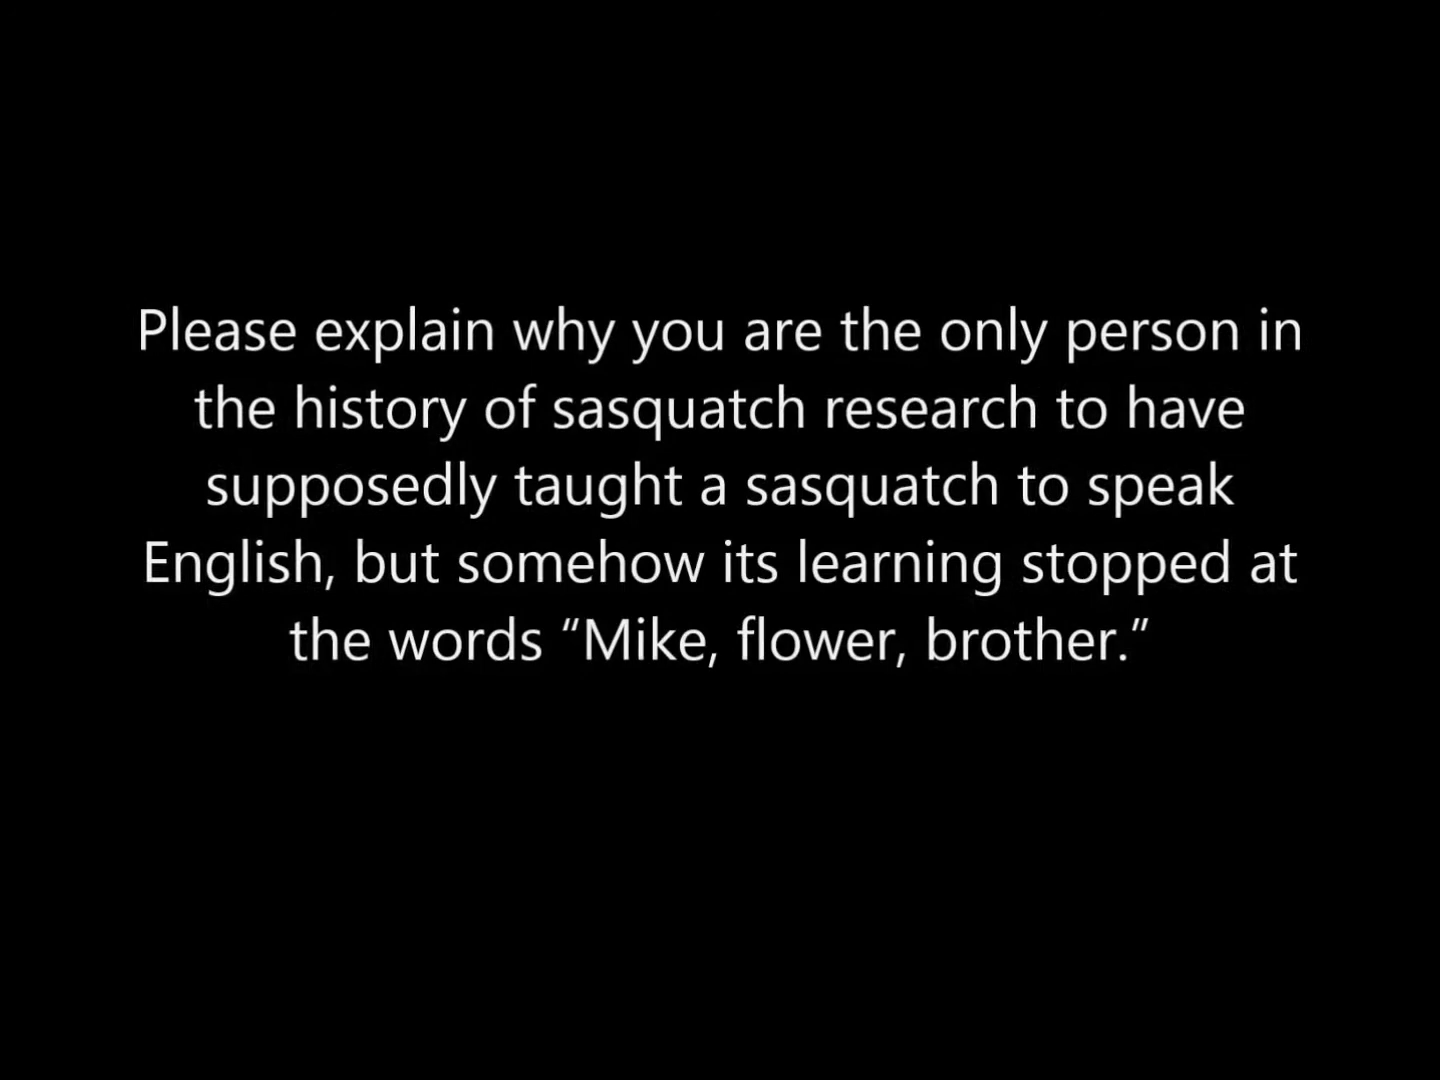 Please explain why you are the only person in
the history of sasquatch research to have
supposedly taught a sasquatch to speak
English, but somehow its learning stopped at
the words “Mike, flower, brother.”